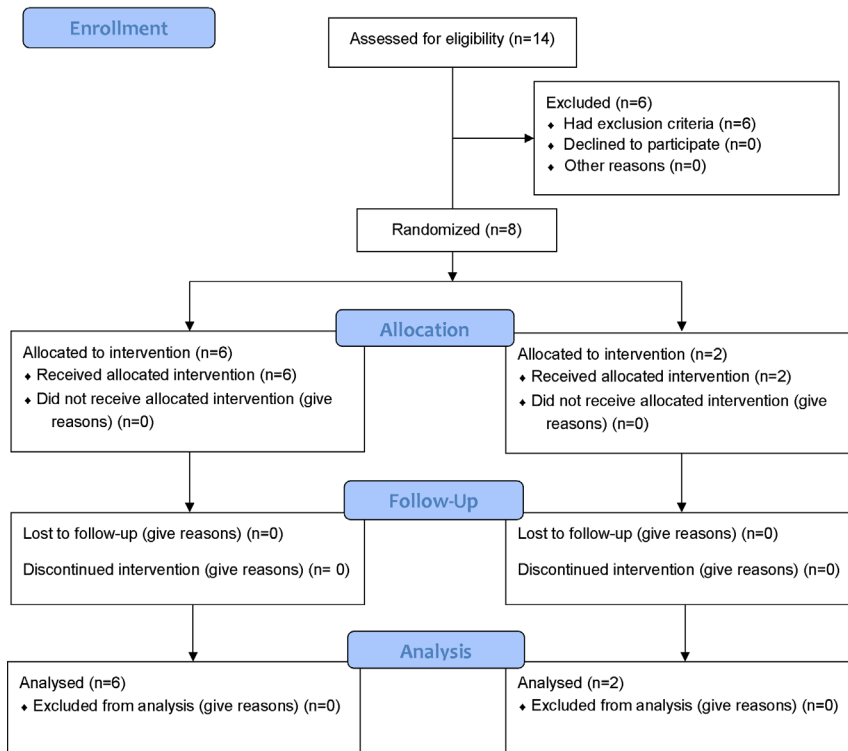 Enrollment
Assessed for eligibility (n=14)
Excluded (n=6)
♦ Had exclusion criteria (n=6)
♦ Declined to participate (n=0)
♦ Other reasons (n=0)
Randomized (n=8)
Allocation
Allocated to intervention (n=6)
♦ Received allocated intervention (n=6)
♦ Did not receive allocated intervention (give
reasons) (n=0)
Allocated to intervention (n=2)
♦ Received allocated intervention (n=2)
♦ Did not receive allocated intervention (give
reasons) (n=0)
Follow-Up
Lost to follow-up (give reasons) (n=0)
Discontinued intervention (give reasons) (n= 0)
Lost to follow-up (give reasons) (n=0)
Discontinued intervention (give reasons) (n=0)
Analysis
Analysed (n=6)
♦ Excluded from analysis (give reasons) (n=0)
Analysed (n=2)
♦ Excluded from analysis (give reasons) (n=0)